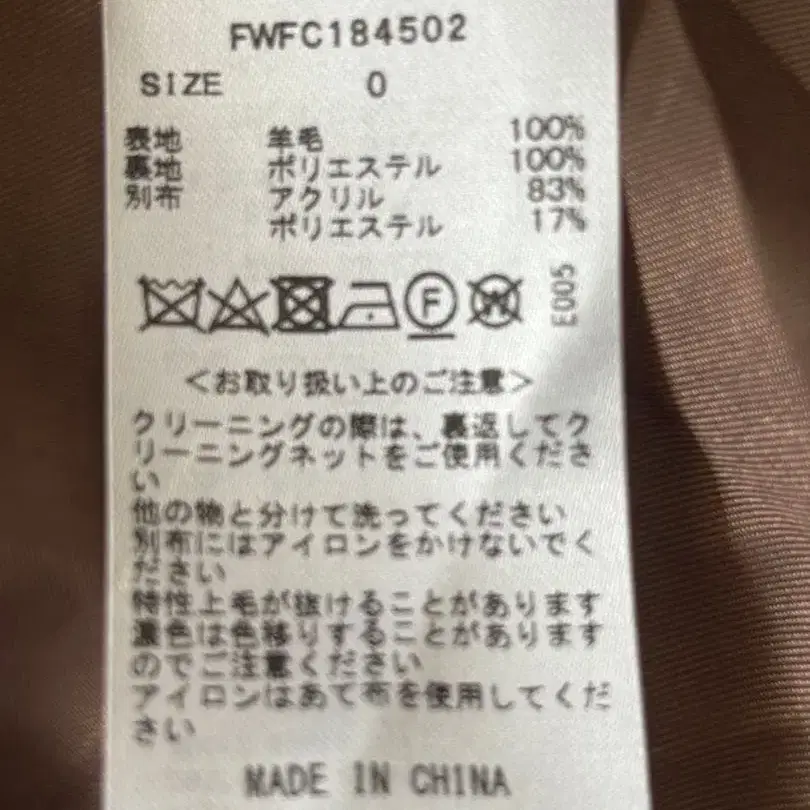 FWFC184502
SIZE 0
表地 羊毛 100%
裏地 ポリエステル 100%
別布 アクリル 83%
ポリエステル 17%
F W E005
<お取り扱い上のご注意>
クリーニングの際は、裏返してク
リーニングネットをご使用くださ
い
他の物と分けて洗ってください
別布にはアイロンをかけないでく
ださい
特性上毛が抜けることがあります
濃色は色移りすることがあります
のでご注意ください
アイロンはあて布を使用してくだ
さい
MADE IN CHINA